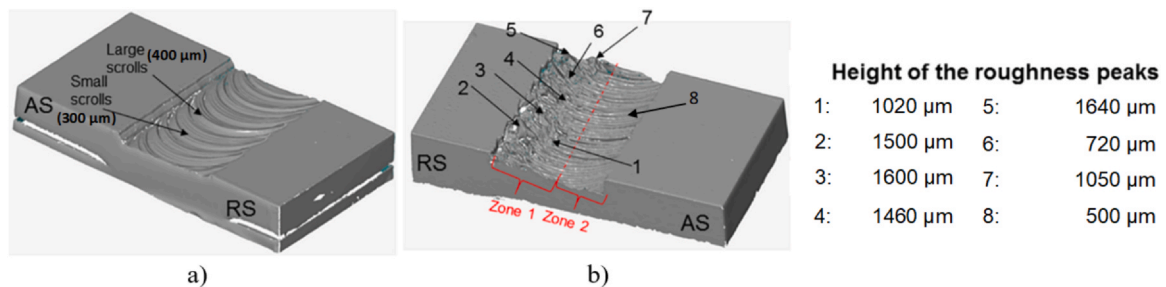 Large (400 µm)
scrolls
Small
scrolls
(300 µm)
AS
RS
a)
5
6
7
4
3
2
8
1
RS
Zone 1 Zone 2
AS
b)
Height of the roughness peaks
1: 1020 µm 5: 1640 µm
2: 1500 µm 6: 720 µm
3: 1600 µm 7: 1050 µm
4: 1460 µm 8: 500 µm